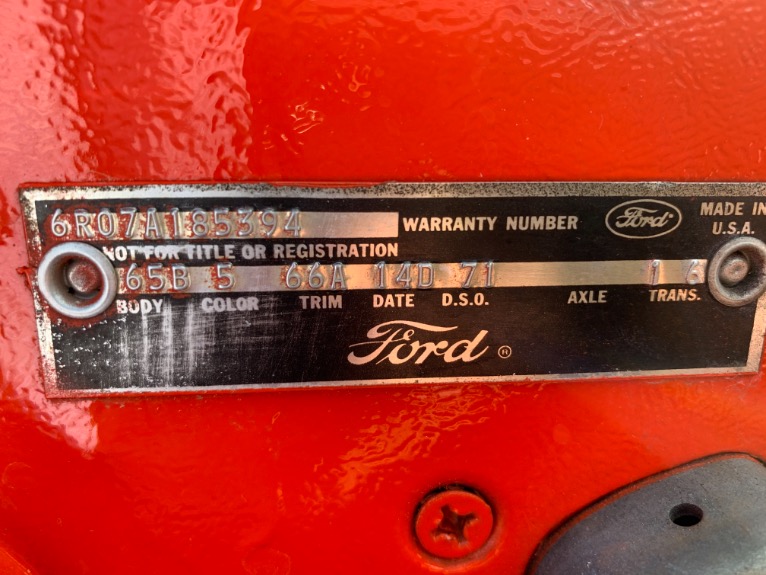 6R07A185394 WARRANTY NUMBER Ford MADE IN
U.S.A.
NOT FOR TITLE OR REGISTRATION
65B 5 66A 14D 71 1 6
BODY COLOR TRIM DATE D.S.O. AXLE TRANS.
Ford ®